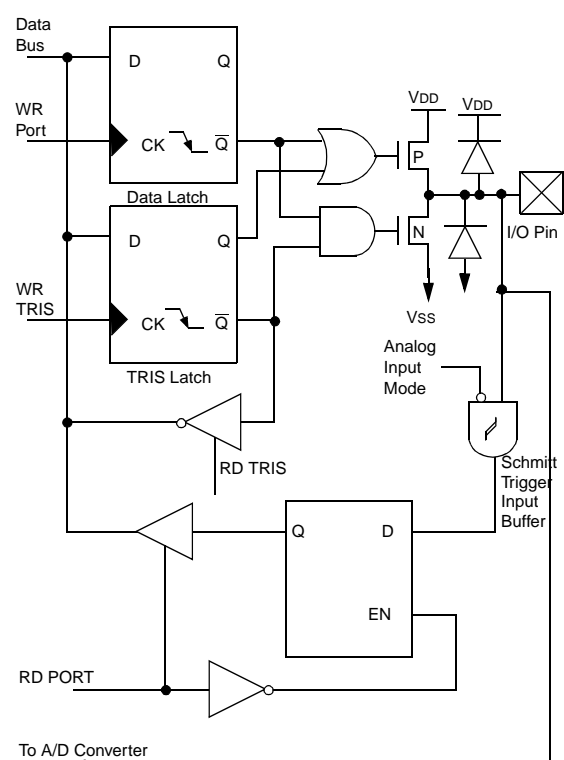 Data
Bus
D
Q
VDD
VDD
WR
Port
CK
Q
P
Data Latch
D
Q
N
I/O Pin
WR
TRIS
CK
Q
VSS
TRIS Latch
Analog
Input
Mode
RD TRIS
Schmitt
Trigger
Input
Buffer
Q
D
EN
RD PORT
To A/D Converter